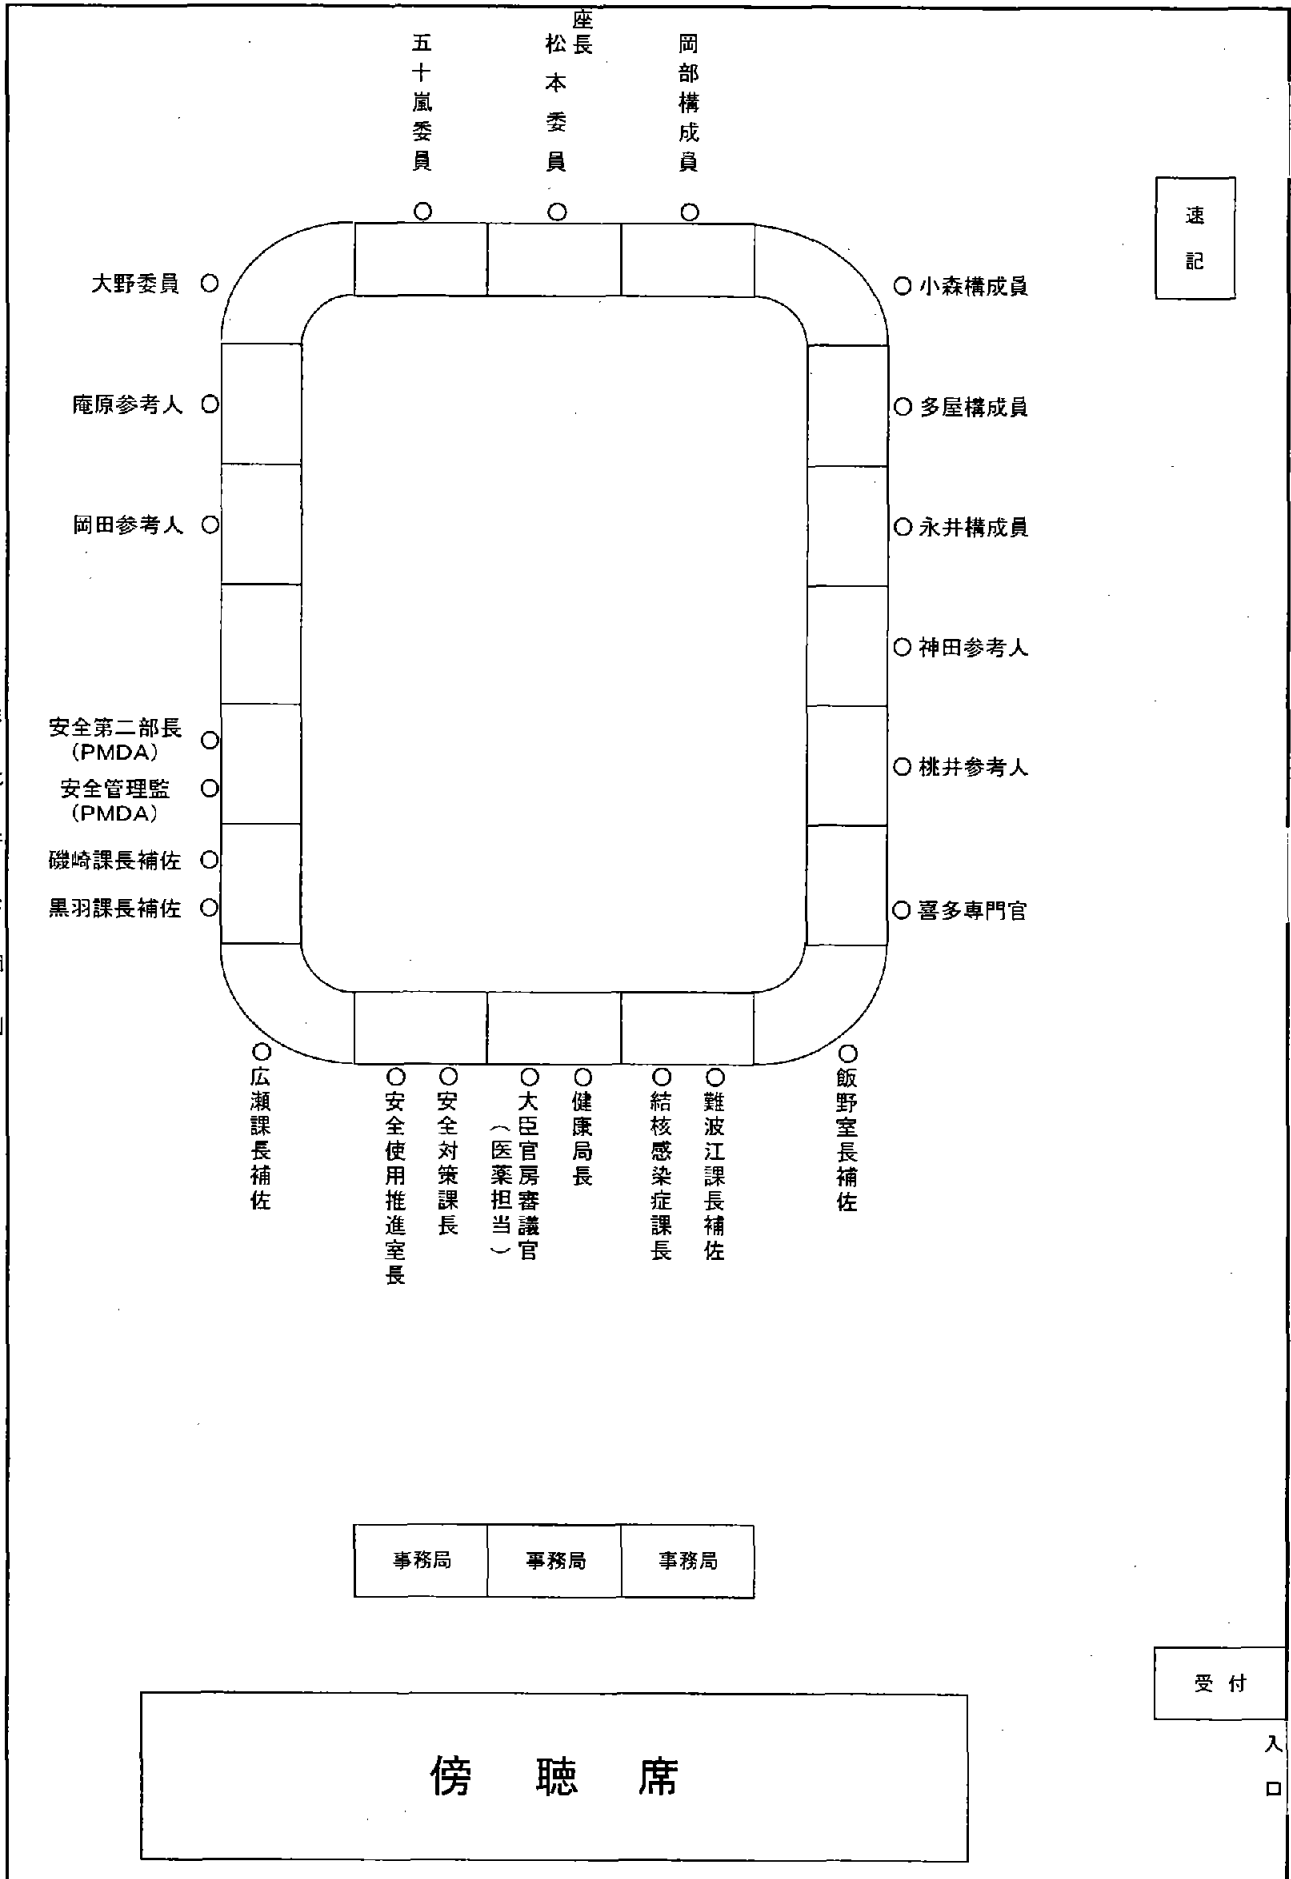 座長
五十嵐委員
松本委員
岡部構成員
速記
大野委員
小森構成員
庵原参考人
多屋構成員
岡田参考人
永井構成員
神田参考人
安全第二部長
(PMDA)
安全管理監
(PMDA)
桃井参考人
磯崎課長補佐
黒羽課長補佐
喜多専門官
広瀬課長補佐
安全使用推進室長
安全対策課長
大臣官房審議官
(医薬担当)
健康局長
結核感染症課長
難波江課長補佐
飯野室長補佐
事務局
事務局
事務局
受付
入口
傍聴席